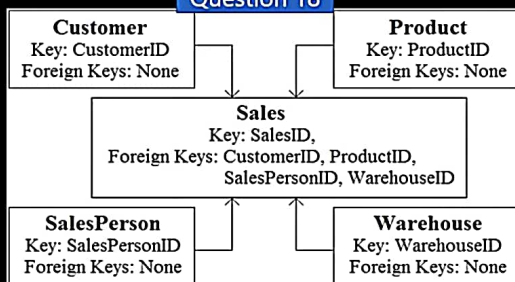 Question 18
Customer
Key: CustomerID
Foreign Keys: None
Product
Key: ProductID
Foreign Keys: None
Sales
Key: SalesID,
Foreign Keys: CustomerID, ProductID,
SalesPersonID, WarehouseID
SalesPerson
Key: SalesPersonID
Foreign Keys: None
Warehouse
Key: WarehouseID
Foreign Keys: None